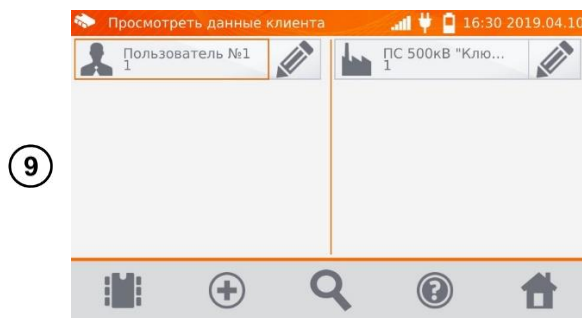 Просмотреть данные клиента
16:30 2019.04.10
Пользователь №1
1
ПС 500кВ "Клю...
1
9